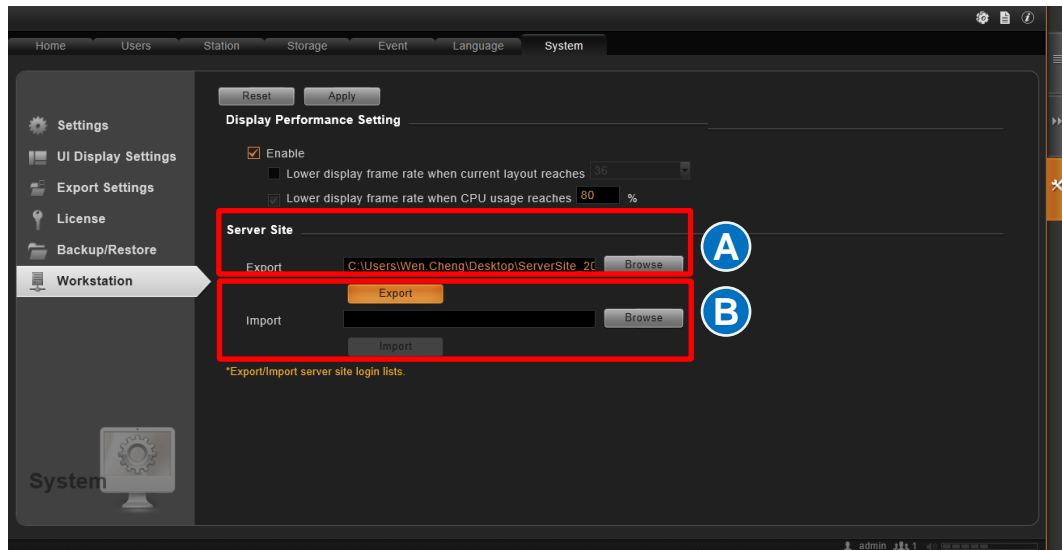 Home Users Station Storage Event Language System
Reset Apply
Display Performance Setting
Settings
Enable
UI Display Settings
Lower display frame rate when current layout reaches 36
Export Settings
Lower display frame rate when CPU usage reaches 80 %
License
Server Site
A
Backup/Restore
Export C:\Users\Wen.Cheng\Desktop\ServerSite_20 Browse
Workstation
Export
B
Import Browse
Import
*Export/Import server site login lists.
System
admin 1